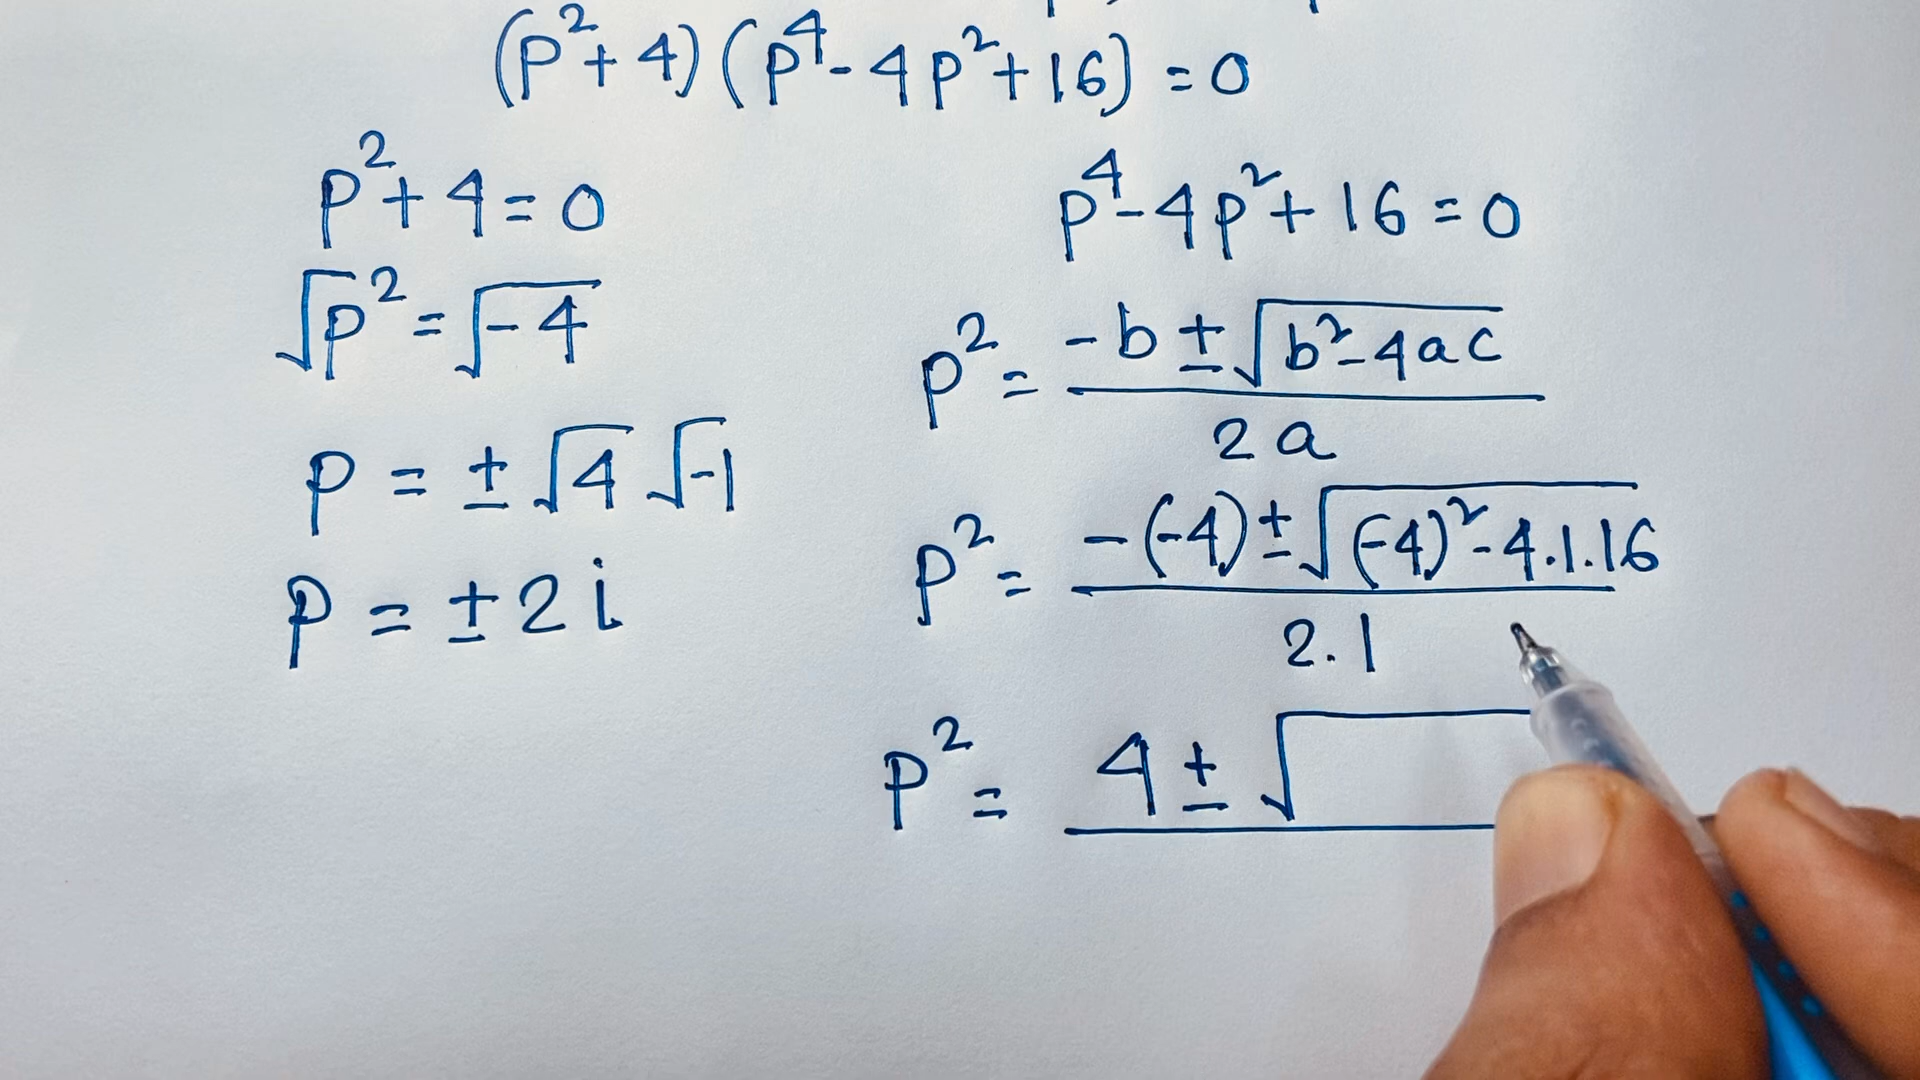 (p²+4)(p⁴-4p²+16)=0
p²+4=0
√p²=√-4
p=±√4√-1
p=±2i
p⁴-4p²+16=0
p²=(-b±√(b²-4ac))/2a
p²=(-(-4)±√((-4)²-4.1.16))/2.1
p²=4±√